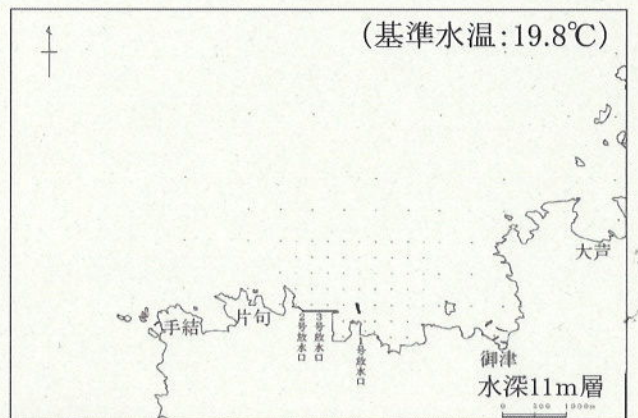 (基準水温:19.8℃)
大芦
手結
片句
2号放水口
3号放水口
1号放水口
御津
水深11m層
0 500 1000m